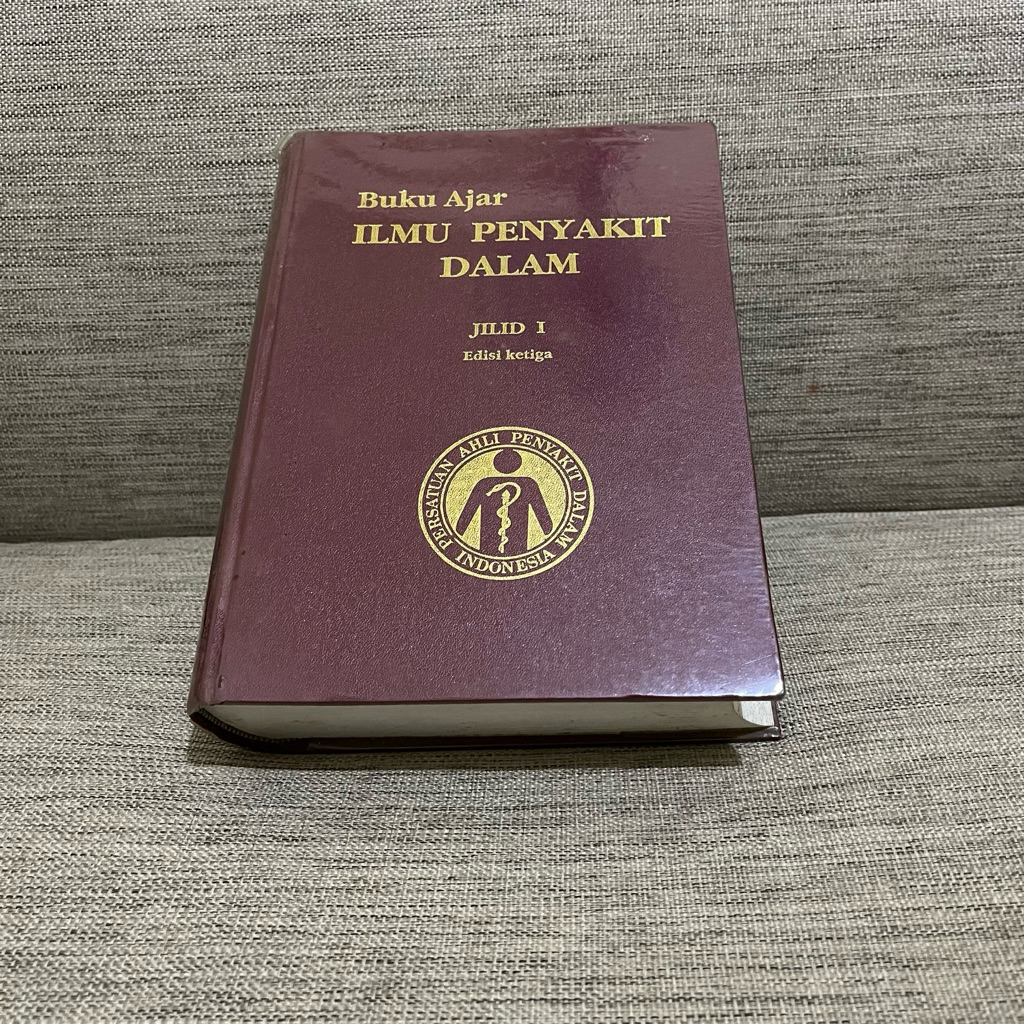 Buku Ajar
ILMU PENYAKIT
DALAM
JILID I
Edisi ketiga
PERSATUAN AHLI PENYAKIT DALAM
INDONESIA